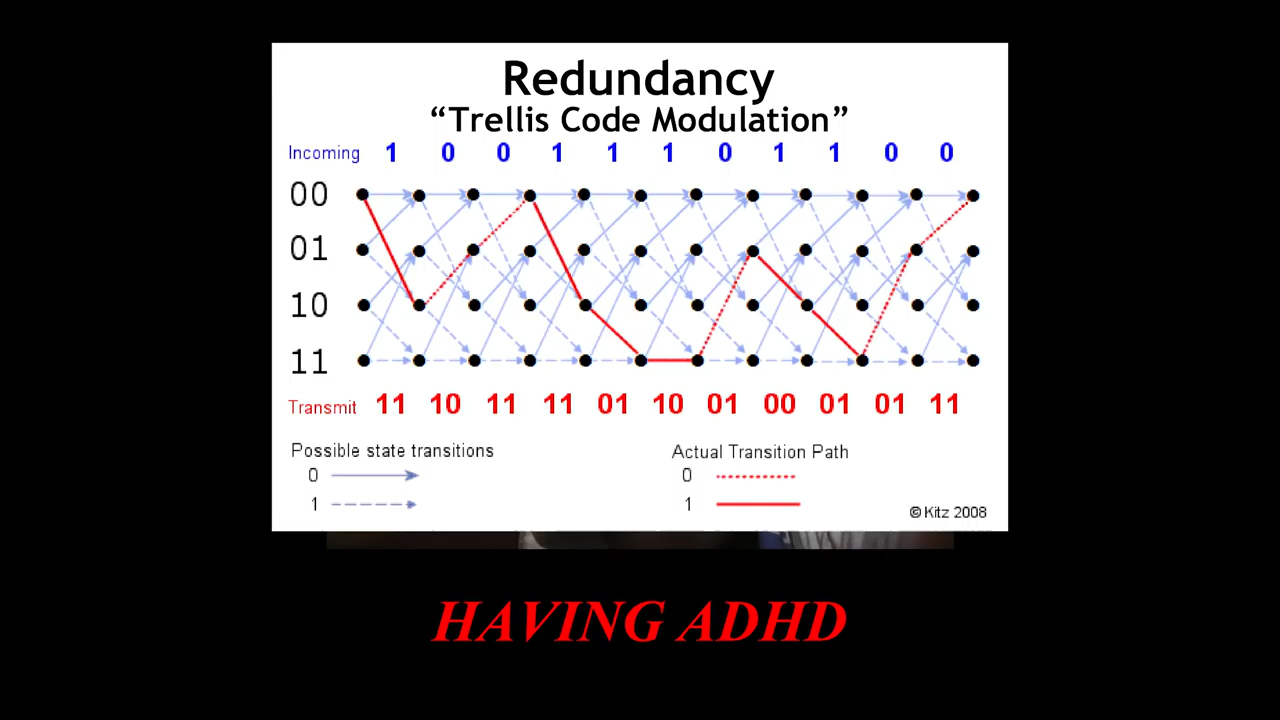 Redundancy
“Trellis Code Modulation”
Incoming 1 0 0 1 1 1 0 1 1 0 0
00
01
10
11
Transmit 11 10 11 11 01 10 01 00 01 01 11
Possible state transitions
0
1
Actual Transition Path
0
1
© Kitz 2008
HAVING ADHD